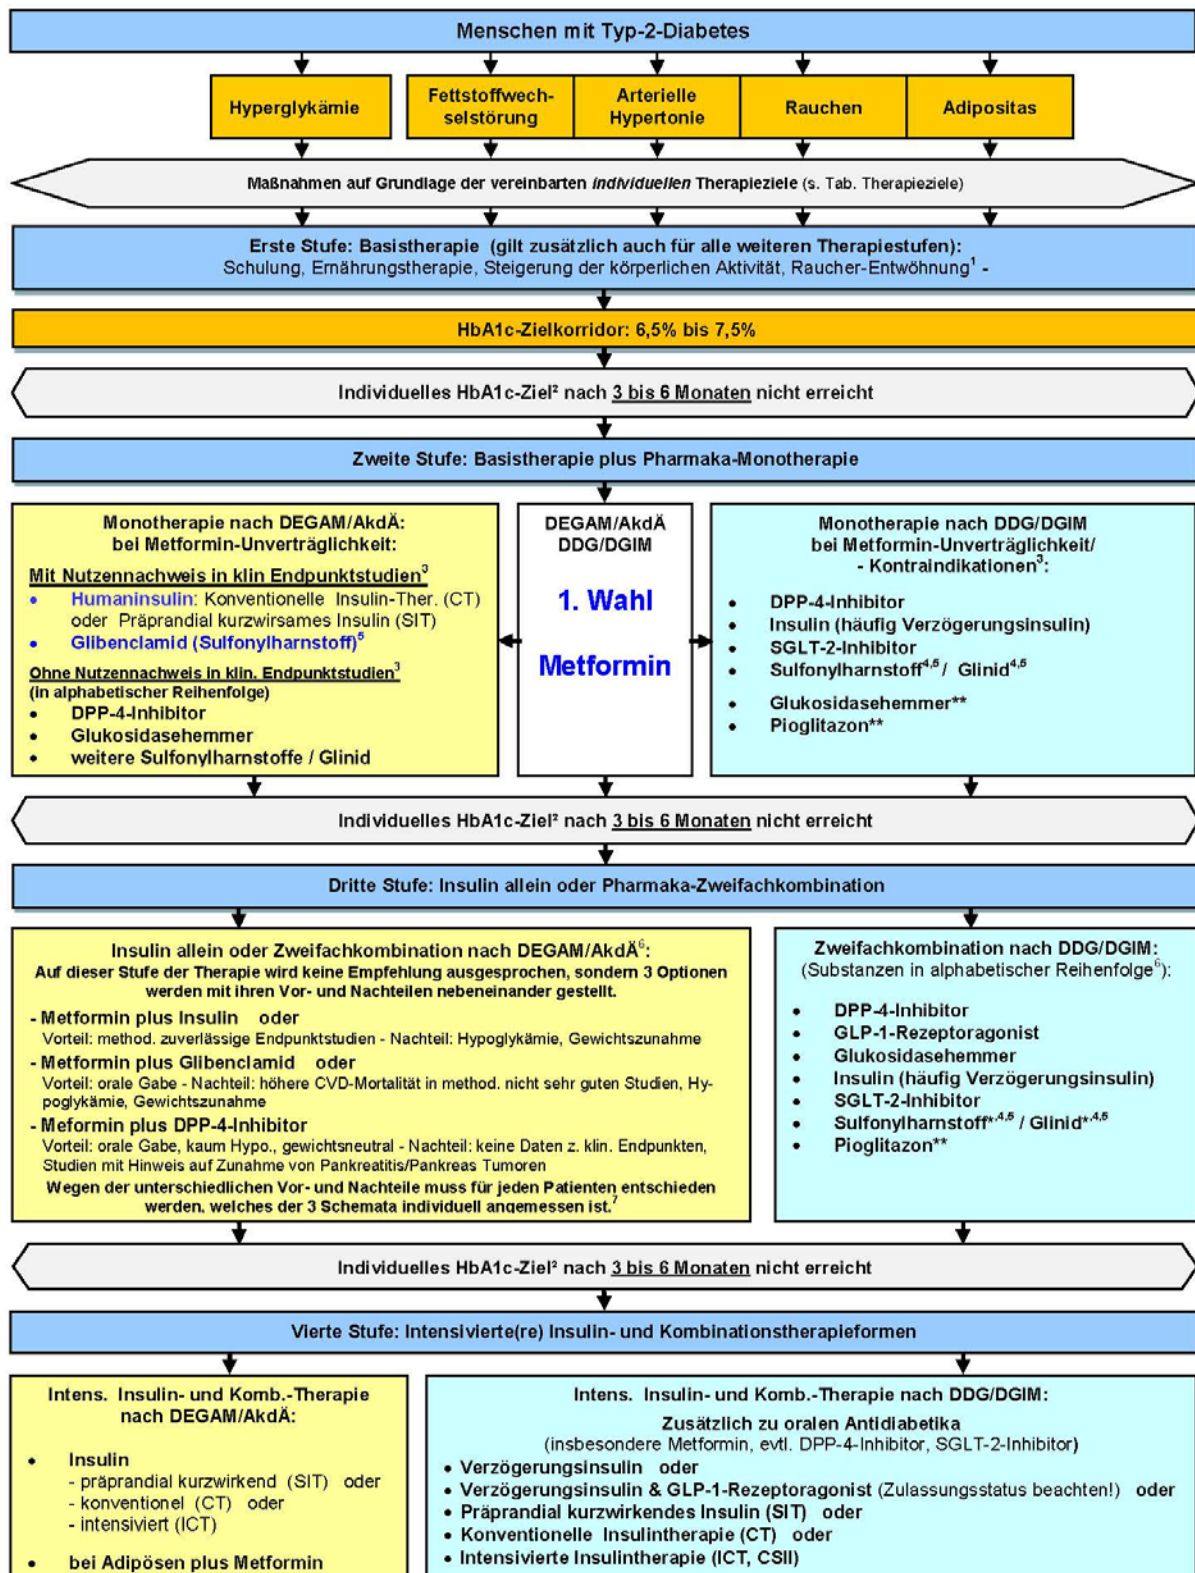 Menschen mit Typ-2-Diabetes
Hyperglykämie
Fettstoffwech-
selstörung
Arterielle
Hypertonie
Rauchen
Adipositas
Maßnahmen auf Grundlage der vereinbarten individuellen Therapieziele (s. Tab. Therapieziele)
Erste Stufe: Basistherapie (gilt zusätzlich auch für alle weiteren Therapiestufen):
Schulung, Ernährungstherapie, Steigerung der körperlichen Aktivität, Raucher-Entwöhnung¹ -
HbA1c-Zielkorridor: 6,5% bis 7,5%
Individuelles HbA1c-Ziel² nach 3 bis 6 Monaten nicht erreicht
Zweite Stufe: Basistherapie plus Pharmaka-Monotherapie
Monotherapie nach DEGAM/AkdÄ:
bei Metformin-Unverträglichkeit:
Mit Nutzennachweis in klin Endpunktstudien³
• Humaninsulin: Konventionelle Insulin-Ther. (CT)
oder Präprandial kurzwirsames Insulin (SIT)
• Glibenclamid (Sulfonylharnstoff)⁵
Ohne Nutzennachweis in klin. Endpunktstudien³
(in alphabetischer Reihenfolge)
• DPP-4-Inhibitor
• Glukosidasehemmer
• weitere Sulfonylharnstoffe / Glinid
DEGAM/AkdÄ
DDG/DGIM
1. Wahl
Metformin
Monotherapie nach DDG/DGIM
bei Metformin-Unverträglichkeit/
- Kontraindikationen³:
• DPP-4-Inhibitor
• Insulin (häufig Verzögerungsinsulin)
• SGLT-2-Inhibitor
• Sulfonylharnstoff⁴,⁵ / Glinid⁴,⁵
• Glukosidasehemmer**
• Pioglitazon**
Individuelles HbA1c-Ziel² nach 3 bis 6 Monaten nicht erreicht
Dritte Stufe: Insulin allein oder Pharmaka-Zweifachkombination
Insulin allein oder Zweifachkombination nach DEGAM/AkdÄ⁶:
Auf dieser Stufe der Therapie wird keine Empfehlung ausgesprochen, sondern 3 Optionen
werden mit ihren Vor- und Nachteilen nebeneinander gestellt.
- Metformin plus Insulin oder
Vorteil: method. zuverlässige Endpunktstudien - Nachteil: Hypoglykämie, Gewichtszunahme
- Metformin plus Glibenclamid oder
Vorteil: orale Gabe - Nachteil: höhere CVD-Mortalität in method. nicht sehr guten Studien, Hy-
poglykämie, Gewichtszunahme
- Meformin plus DPP-4-Inhibitor
Vorteil: orale Gabe, kaum Hypo., gewichtsneutral - Nachteil: keine Daten z. klin. Endpunkten,
Studien mit Hinweis auf Zunahme von Pankreatitis/Pankreas Tumoren
Wegen der unterschiedlichen Vor- und Nachteile muss für jeden Patienten entschieden
werden, welches der 3 Schemata individuell angemessen ist.⁷
Zweifachkombination nach DDG/DGIM:
(Substanzen in alphabetischer Reihenfolge⁶):
• DPP-4-Inhibitor
• GLP-1-Rezeptoragonist
• Glukosidasehemmer
• Insulin (häufig Verzögerungsinsulin)
• SGLT-2-Inhibitor
• Sulfonylharnstoff*,⁴,⁵ / Glinid*,⁴,⁵
• Pioglitazon**
Individuelles HbA1c-Ziel² nach 3 bis 6 Monaten nicht erreicht
Vierte Stufe: Intensivierte(re) Insulin- und Kombinationstherapieformen
Intens. Insulin- und Komb.-Therapie
nach DEGAM/AkdÄ:
• Insulin
- präprandial kurzwirkend (SIT) oder
- konventionel (CT) oder
- intensiviert (ICT)
• bei Adipösen plus Metformin
Intens. Insulin- und Komb.-Therapie nach DDG/DGIM:
Zusätzlich zu oralen Antidiabetika
(insbesondere Metformin, evtl. DPP-4-Inhibitor, SGLT-2-Inhibitor)
• Verzögerungsinsulin oder
• Verzögerungsinsulin & GLP-1-Rezeptoragonist (Zulassungsstatus beachten!) oder
• Präprandial kurzwirkendes Insulin (SIT) oder
• Konventionelle Insulintherapie (CT) oder
• Intensivierte Insulintherapie (ICT, CSII)